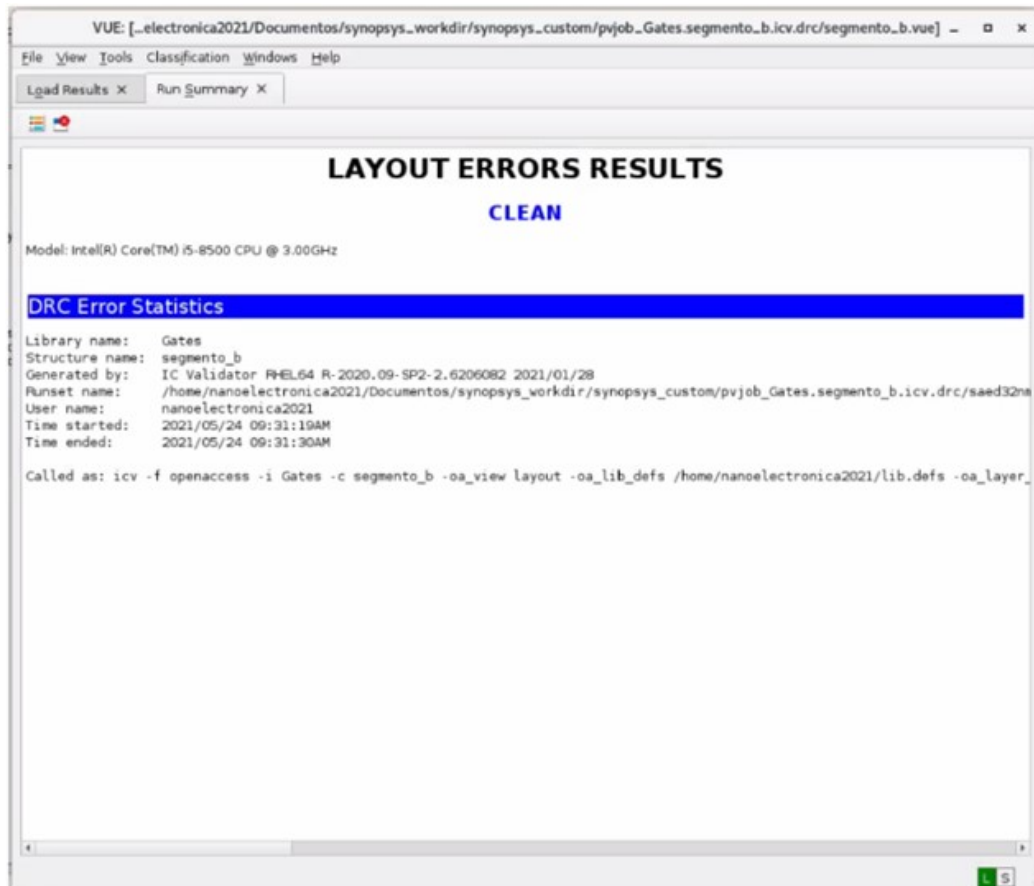 VUE: [...electronica2021/Documentos/synopsys_workdir/synopsys_custom/pvjob_Gates.segmento_b.icv.drc/segmento_b.vue]
File View Tools Classification Windows Help
Load Results × Run Summary ×
LAYOUT ERRORS RESULTS
CLEAN
Model: Intel(R) Core(TM) i5-8500 CPU @ 3.00GHz
DRC Error Statistics
Library name: Gates
Structure name: segmento_b
Generated by: IC Validator RHEL64 R-2020.09-SP2-2.6206082 2021/01/28
Runset name: /home/nanoelectronica2021/Documentos/synopsys_workdir/synopsys_custom/pvjob_Gates.segmento_b.icv.drc/saed32nm
User name: nanoelectronica2021
Time started: 2021/05/24 09:31:19AM
Time ended: 2021/05/24 09:31:30AM
Called as: icv -f openaccess -i Gates -c segmento_b -oa_view layout -oa_lib_defs /home/nanoelectronica2021/lib.defs -oa_layer_
L S